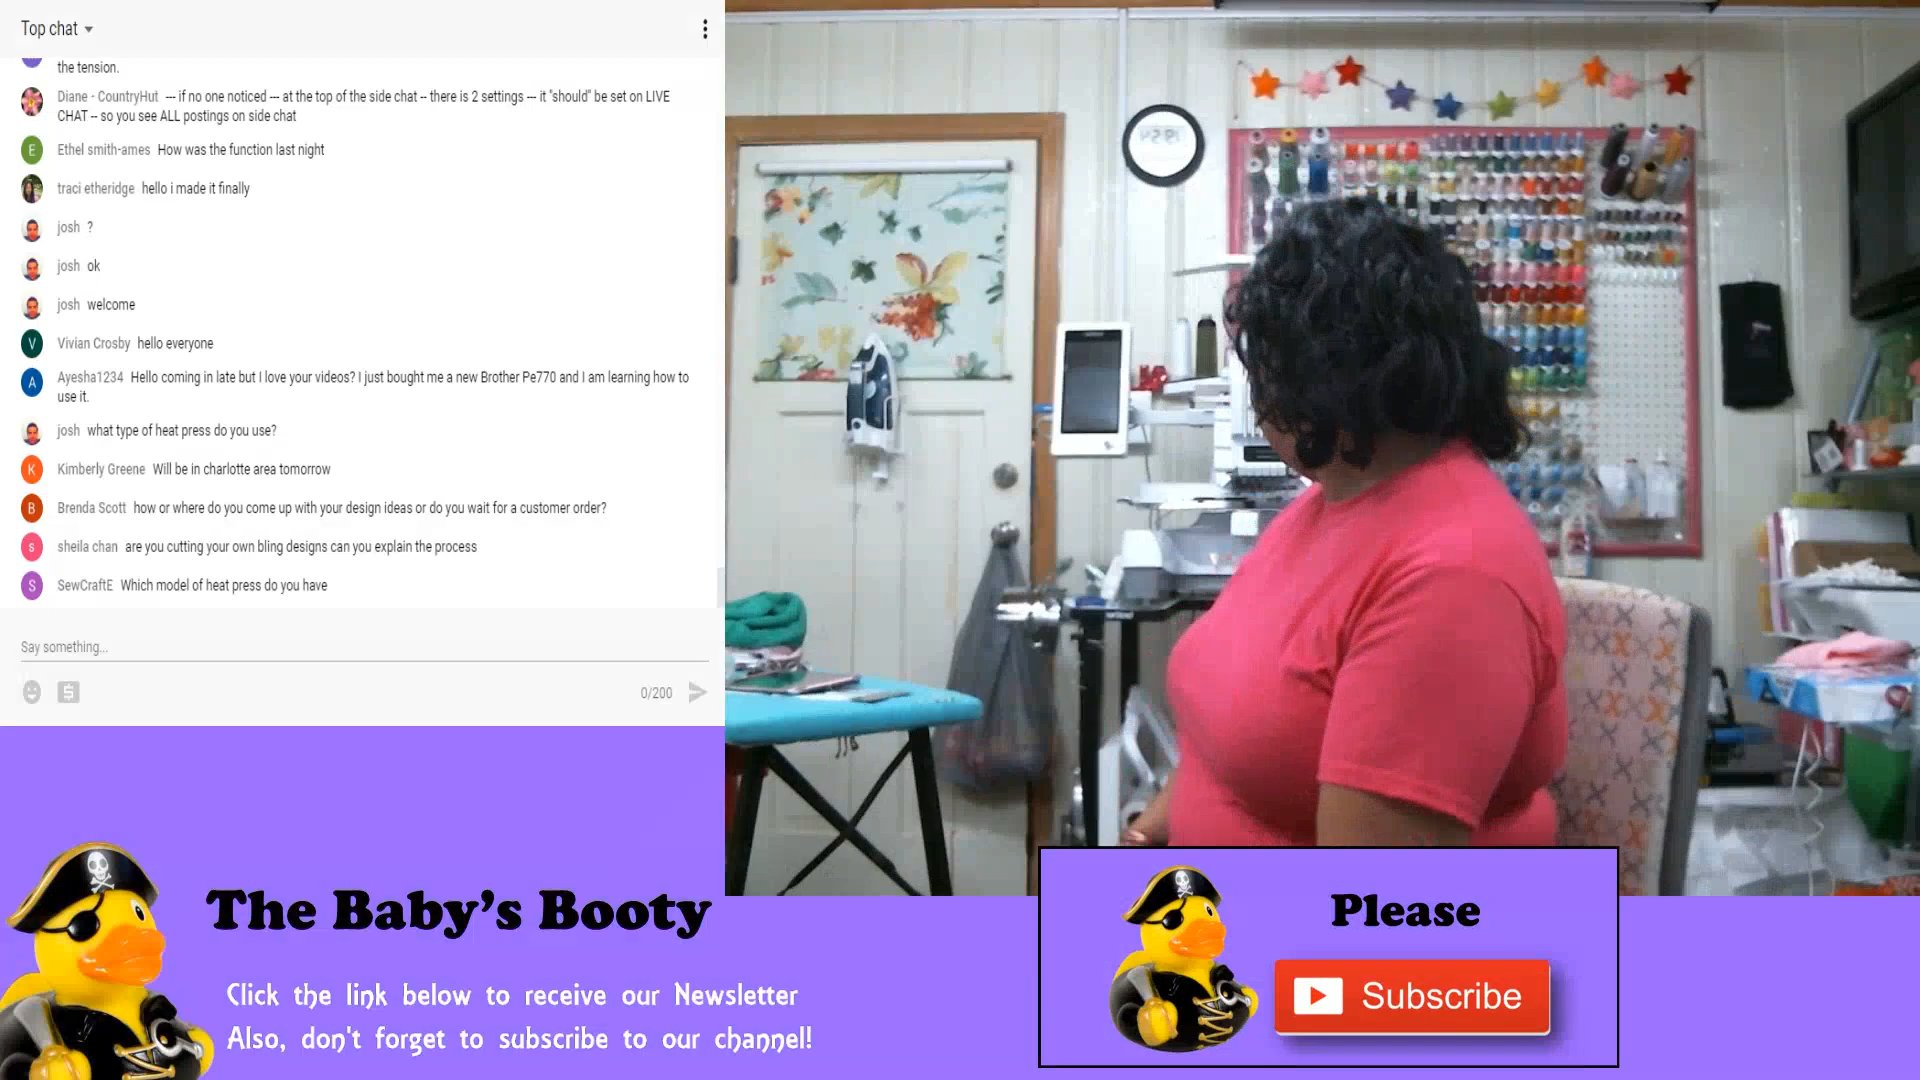 Top chat
the tension.
Diane - CountryHut --- if no one noticed --- at the top of the side chat -- there is 2 settings --- it "should" be set on LIVE
CHAT -- so you see ALL postings on side chat
E Ethel smith-ames How was the function last night
traci etheridge hello i made it finally
josh ?
josh ok
josh welcome
V Vivian Crosby hello everyone
A Ayesha1234 Hello coming in late but I love your videos? I just bought me a new Brother Pe770 and I am learning how to
use it.
josh what type of heat press do you use?
K Kimberly Greene Will be in charlotte area tomorrow
B Brenda Scott how or where do you come up with your design ideas or do you wait for a customer order?
s sheila chan are you cutting your own bling designs can you explain the process
S SewCraftE Which model of heat press do you have
Say something...
0/200
The Baby's Booty
Click the link below to receive our Newsletter
Also, don't forget to subscribe to our channel!
Please
Subscribe